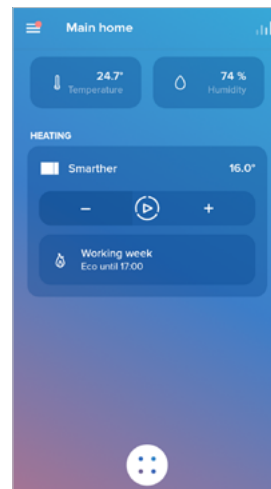 Main home
24.7°
Temperature
74 %
Humidity
HEATING
Smarther
16.0°
Working week
Eco until 17:00